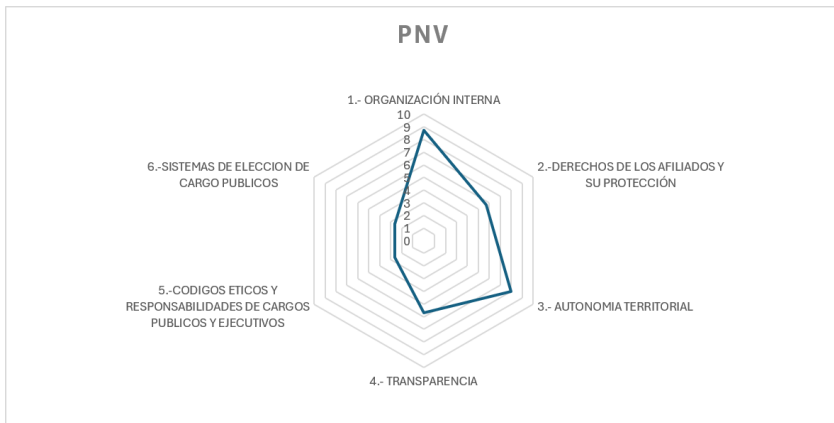 PNV
1.- ORGANIZACIÓN INTERNA
10
9
8
7
6
5
4
3
2
1
0
2.-DERECHOS DE LOS AFILIADOS Y
SU PROTECCIÓN
3.- AUTONOMIA TERRITORIAL
4.- TRANSPARENCIA
5.-CODIGOS ETICOS Y
RESPONSABILIDADES DE CARGOS
PUBLICOS Y EJECUTIVOS
6.-SISTEMAS DE ELECCION DE
CARGO PUBLICOS